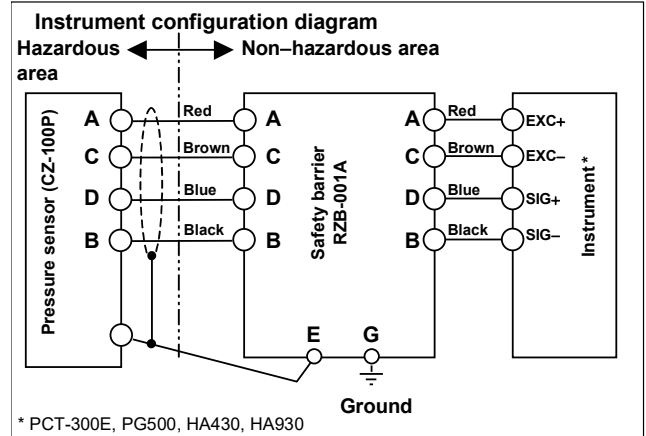 Instrument configuration diagram
Hazardous area
Non–hazardous area
Pressure sensor (CZ-100P)
A Red A
C Brown C
D Blue D
B Black B
Safety barrier
RZB-001A
A Red EXC+
C Brown EXC–
D Blue SIG+
B Black SIG–
Instrument*
E G
Ground
* PCT-300E, PG500, HA430, HA930